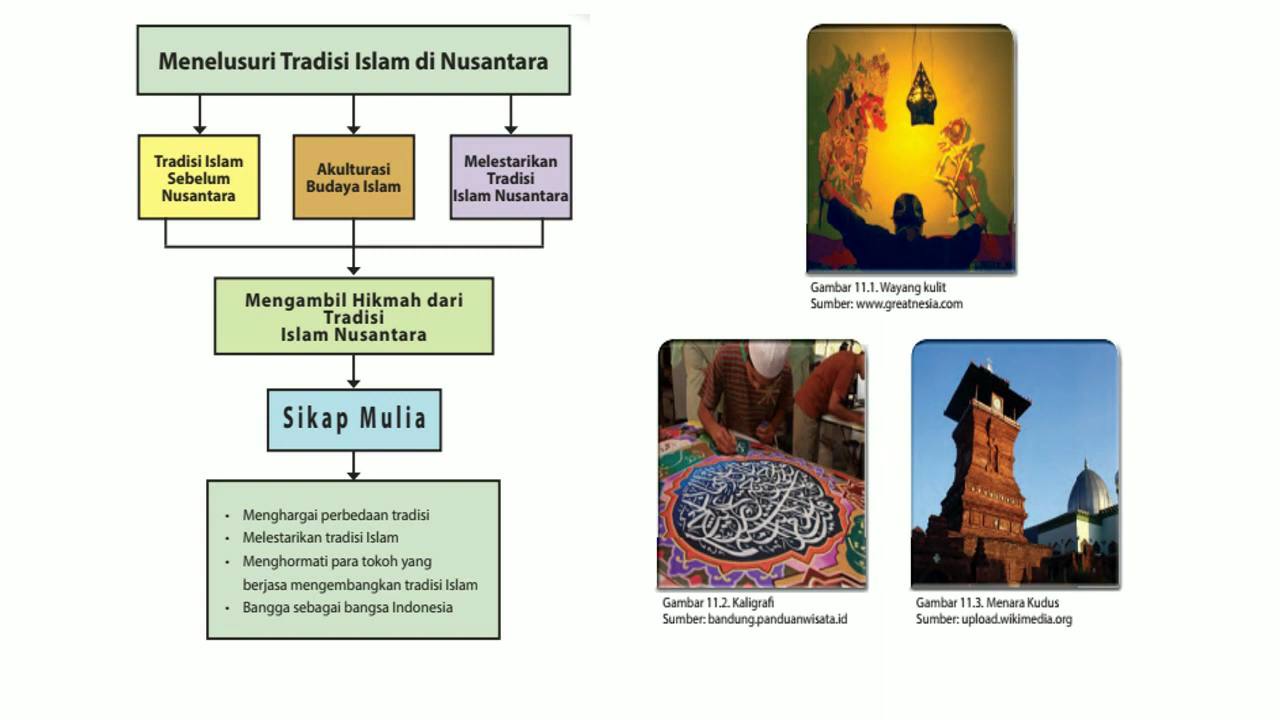 Menelusuri Tradisi Islam di Nusantara
Tradisi Islam
Sebelum
Nusantara
Akulturasi
Budaya Islam
Melestarikan
Tradisi
Islam Nusantara
Mengambil Hikmah dari
Tradisi
Islam Nusantara
Sikap Mulia
• Menghargai perbedaan tradisi
• Melestarikan tradisi Islam
• Menghormati para tokoh yang
berjasa mengembangkan tradisi Islam
• Bangga sebagai bangsa Indonesia
Gambar 11.1. Wayang kulit
Sumber: www.greatnesia.com
Gambar 11.2. Kaligrafi
Sumber: bandung.panduanwisata.id
Gambar 11.3. Menara Kudus
Sumber: upload.wikimedia.org